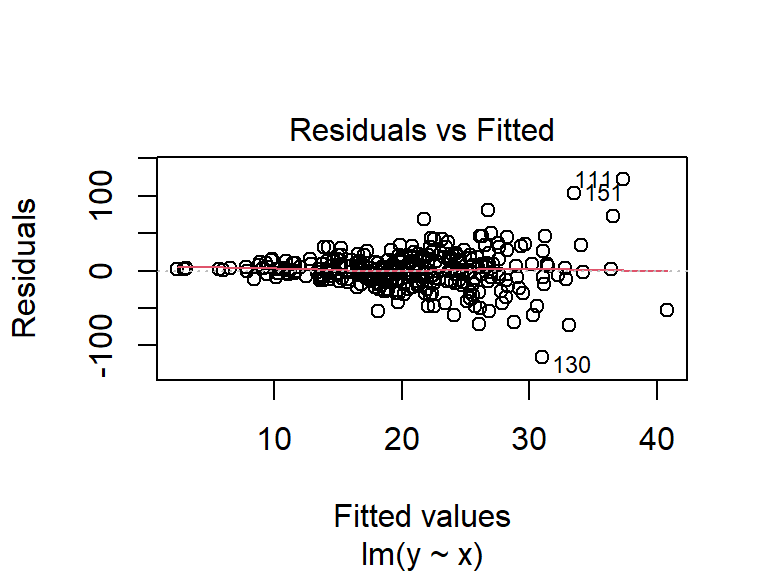 Residuals vs Fitted
Residuals
100
0
-100
111
151
130
10 20 30 40
Fitted values
lm(y ~ x)